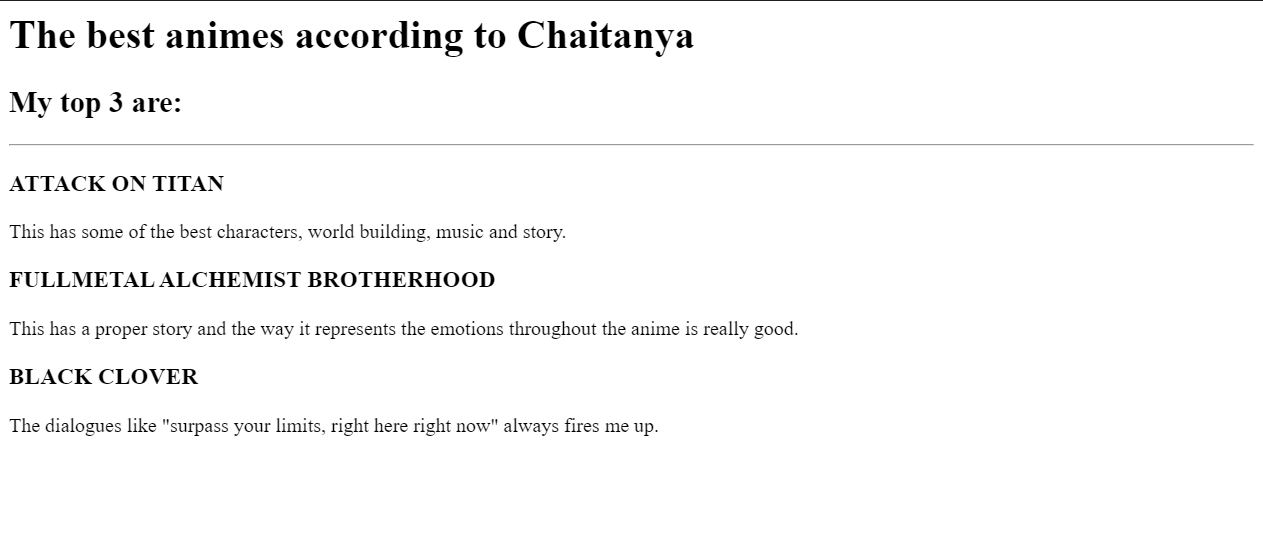 The best animes according to Chaitanya
My top 3 are:
ATTACK ON TITAN
This has some of the best characters, world building, music and story.
FULLMETAL ALCHEMIST BROTHERHOOD
This has a proper story and the way it represents the emotions throughout the anime is really good.
BLACK CLOVER
The dialogues like "surpass your limits, right here right now" always fires me up.